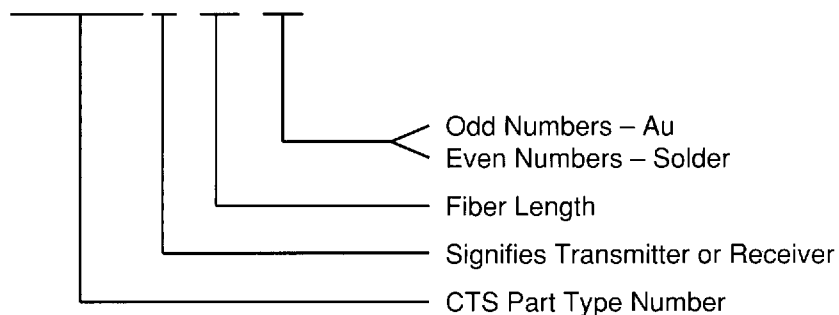 Odd Numbers – Au
Even Numbers – Solder
Fiber Length
Signifies Transmitter or Receiver
CTS Part Type Number